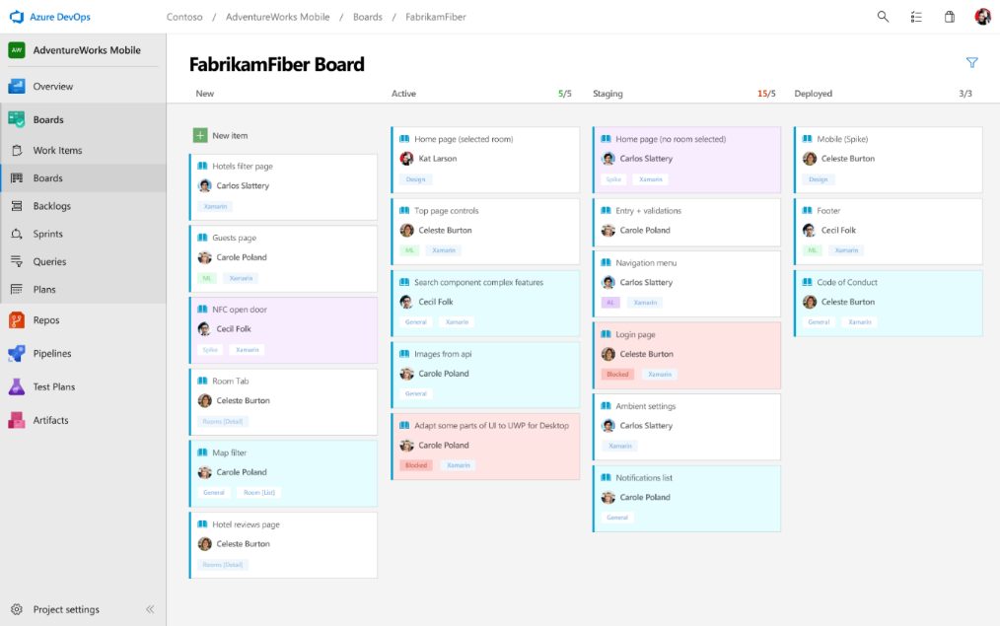 Azure DevOps
Contoso / AdventureWorks Mobile / Boards / FabrikamFiber
AW AdventureWorks Mobile
Overview
Boards
Work Items
Boards
Backlogs
Sprints
Queries
Plans
Repos
Pipelines
Test Plans
Artifacts
Project settings
FabrikamFiber Board
New
New item
Hotels filter page
Carlos Slattery
Xamarin
Guests page
Carole Poland
ML Xamarin
NFC open door
Cecil Folk
Spike Xamarin
Room Tab
Celeste Burton
Rooms [Detail]
Map filter
Carole Poland
General Room [List]
Hotel reviews page
Celeste Burton
Rooms [Detail]
Active 5/5
Home page (selected room)
Kat Larson
Design
Top page controls
Celeste Burton
ML Xamarin
Search component complex features
Cecil Folk
General Xamarin
Images from api
Carole Poland
General
Adapt some parts of UI to UWP for Desktop
Carole Poland
Blocked Xamarin
Staging 15/5
Home page (no room selected)
Carlos Slattery
Spike Xamarin
Entry + validations
Carole Poland
Navigation menu
Carlos Slattery
AL Xamarin
Login page
Celeste Burton
Blocked Xamarin
Ambient settings
Carlos Slattery
Xamarin
Notifications list
Carole Poland
General
Deployed 3/3
Mobile (Spike)
Celeste Burton
Design
Footer
Cecil Folk
ML Xamarin
Code of Conduct
Celeste Burton
General Xamarin